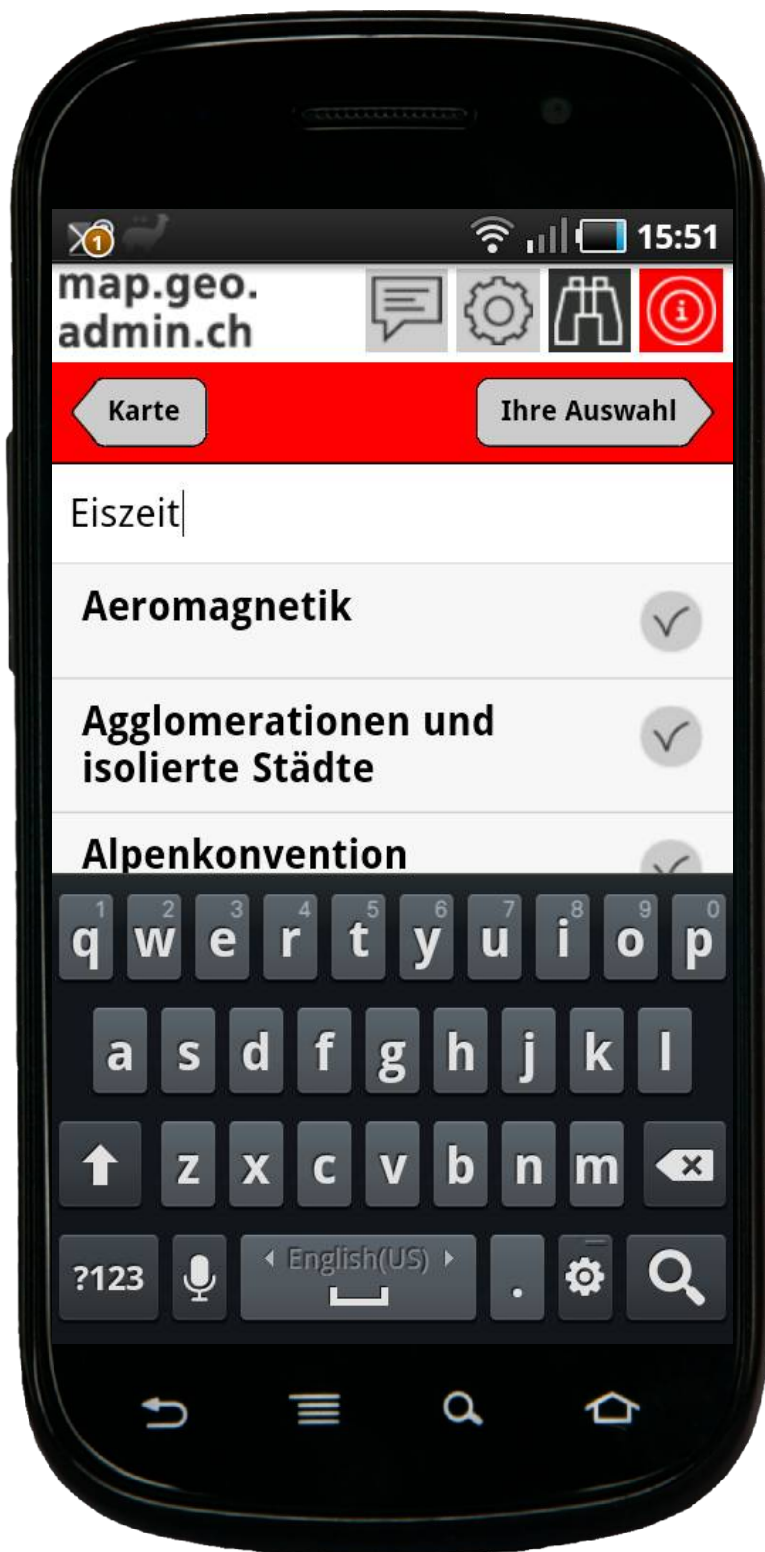 1
15:51
map.geo.
admin.ch
Karte
Ihre Auswahl
Eiszeit
Aeromagnetik
Agglomerationen und
isolierte Städte
Alpenkonvention
1 2 3 4 5 6 7 8 9 0
q w e r t y u i o p
a s d f g h j k l
z x c v b n m
?123
English(US)
.